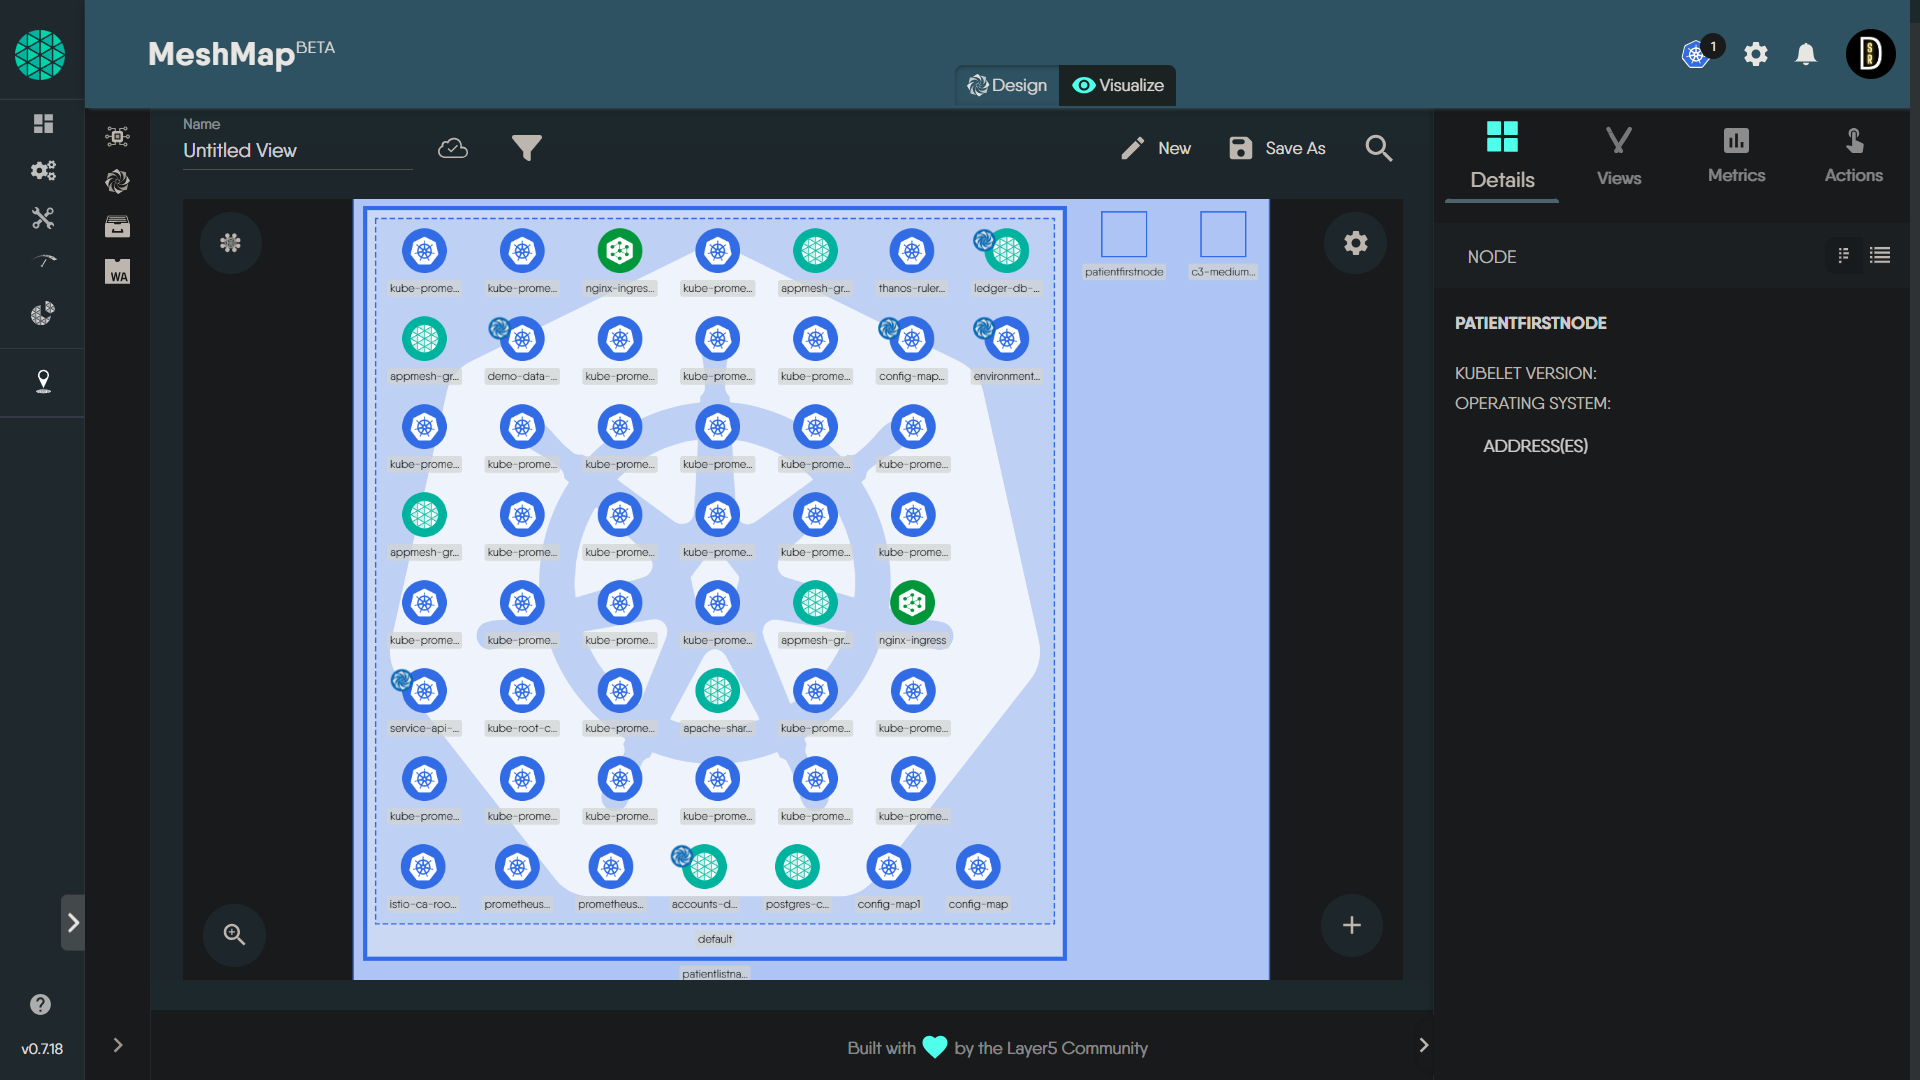 MeshMap BETA
1
Design
Visualize
Name
Untitled View
New
Save As
Details
Views
Metrics
Actions
NODE
PATIENTFIRSTNODE
KUBELET VERSION:
OPERATING SYSTEM:
ADDRESS(ES)
WA
kube-prome... kube-prome... nginx-ingres... kube-prome... appmesh-gr... thanos-ruler... ledger-db-...
patientfirstnode c3-medium...
appmesh-gr... demo-data-... kube-prome... kube-prome... kube-prome... config-map... environment...
kube-prome... kube-prome... kube-prome... kube-prome... kube-prome... kube-prome...
appmesh-gr... kube-prome... kube-prome... kube-prome... kube-prome... kube-prome...
kube-prome... kube-prome... kube-prome... kube-prome... appmesh-gr... nginx-ingress
service-api-... kube-root-c... kube-prome... apache-shar... kube-prome... kube-prome...
kube-prome... kube-prome... kube-prome... kube-prome... kube-prome... kube-prome...
istio-ca-roo... prometheus... prometheus... accounts-d... postgres-c... config-map1 config-map
default
patientlistna...
v0.7.18
Built with by the Layer5 Community